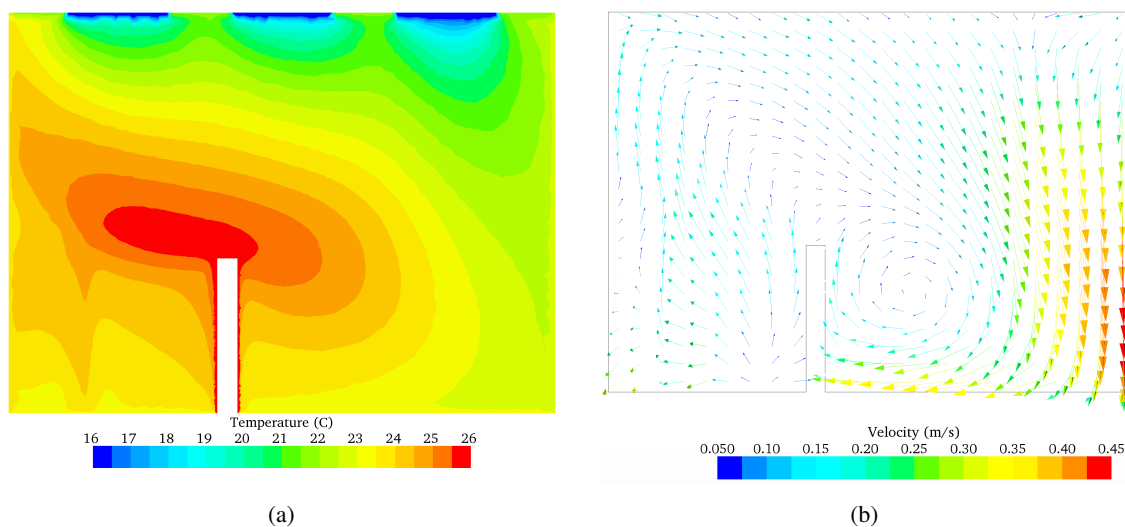 Temperature (C)
16 17 18 19 20 21 22 23 24 25 26
Velocity (m/s)
0.050 0.10 0.15 0.20 0.25 0.30 0.35 0.40 0.45
(a)
(b)